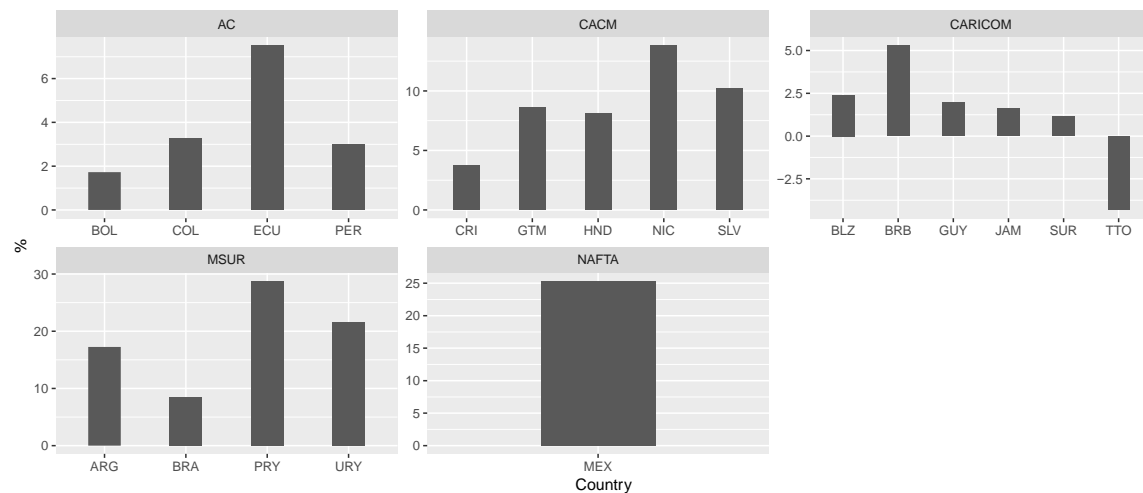 AC
6
4
2
0
BOL COL ECU PER
CACM
10
5
0
CRI GTM HND NIC SLV
CARICOM
5.0
2.5
0.0
−2.5
BLZ BRB GUY JAM SUR TTO
%
MSUR
30
20
10
0
ARG BRA PRY URY
NAFTA
25
20
15
10
5
0
MEX
Country